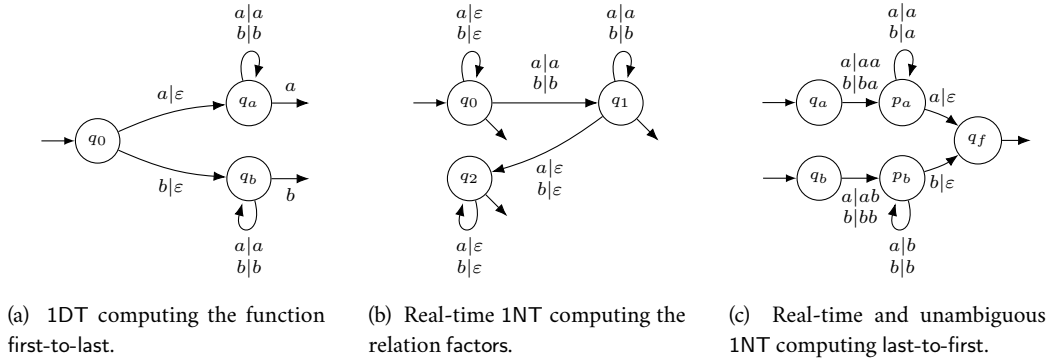 a|a
b|b
a|ε
q_a
a
q_0
b|ε
q_b
b
a|a
b|b
(a) 1DT computing the function
first-to-last.
a|ε
b|ε
a|a
b|b
a|a
b|b
q_0
q_1
q_2
a|ε
b|ε
a|ε
b|ε
(b) Real-time 1NT computing the
relation factors.
a|a
b|a
a|aa
b|ba
q_a
p_a
a|ε
q_f
q_b
p_b
b|ε
a|ab
b|bb
a|b
b|b
(c) Real-time and unambiguous
1NT computing last-to-first.